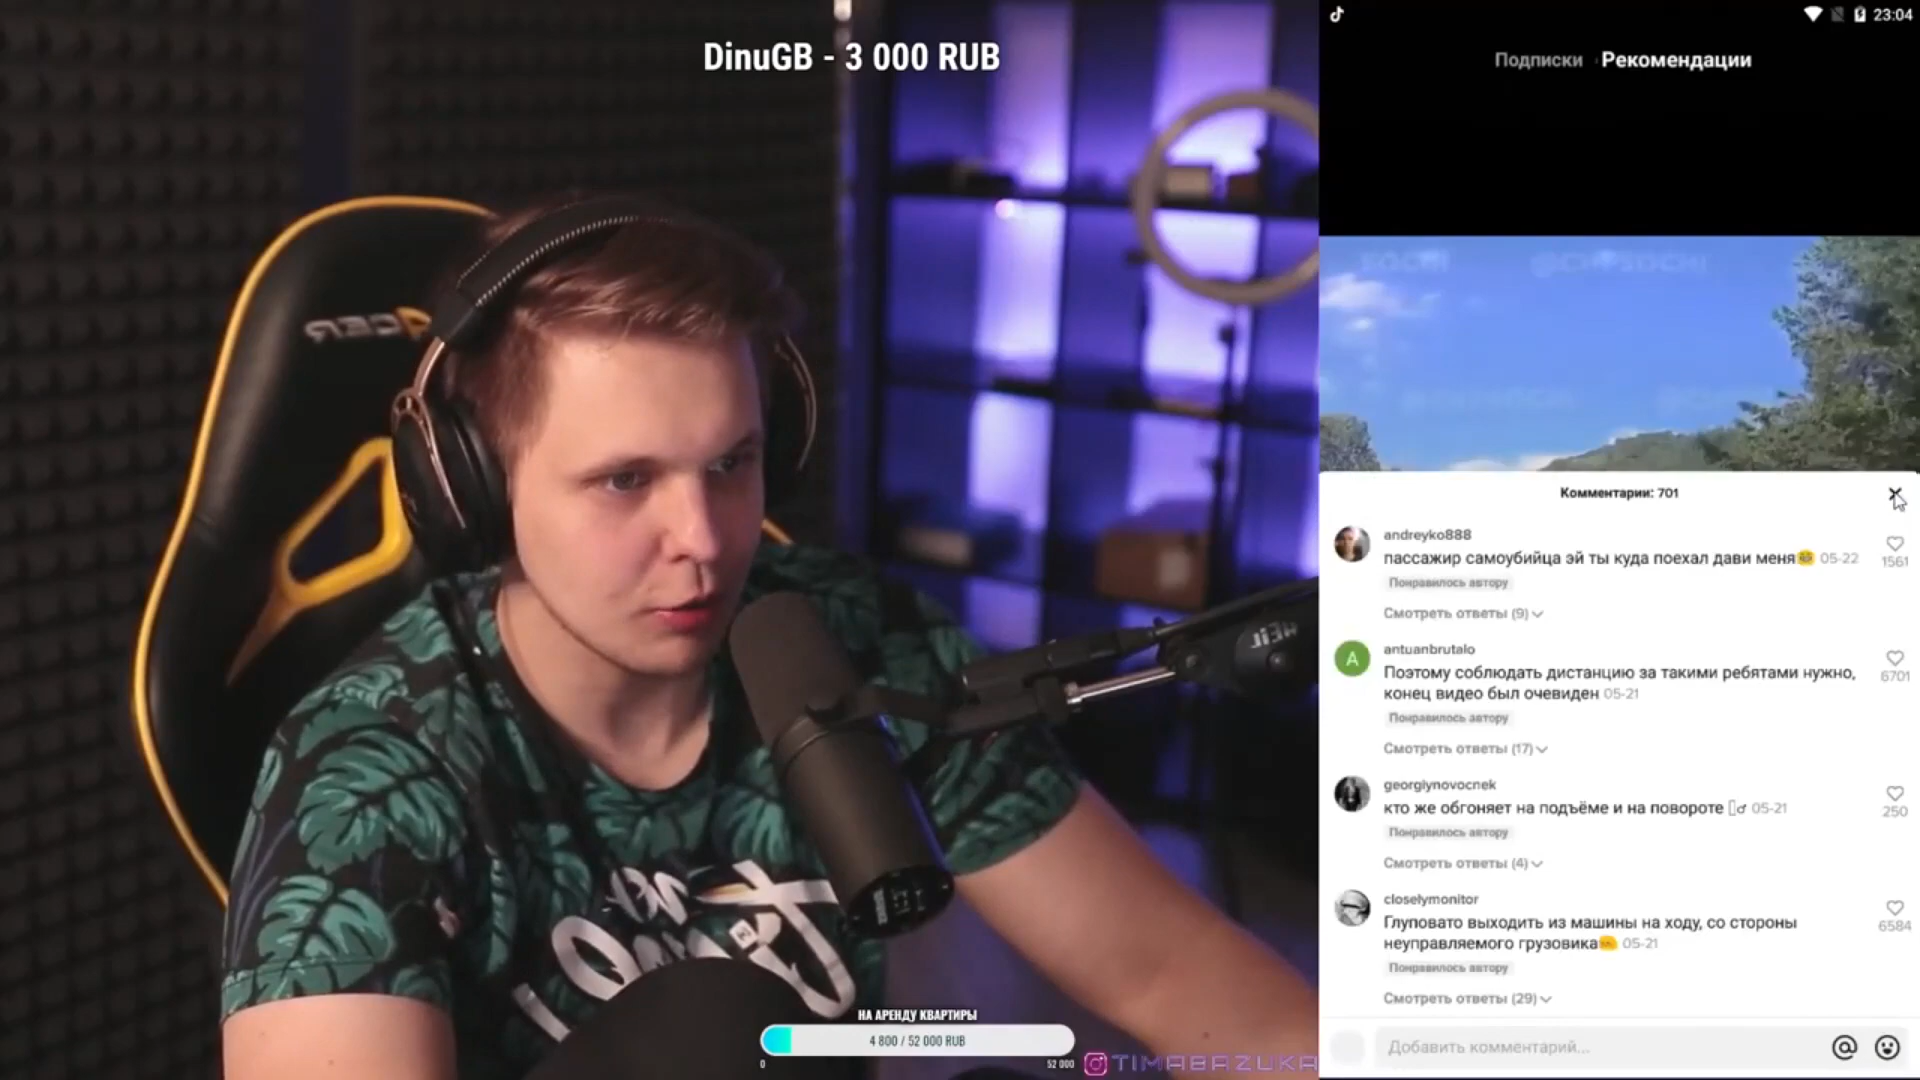 DinuGB - 3 000 RUB
НА АРЕНДУ КВАРТИРЫ
4 800 / 52 000 RUB
0
52 000
TIMABAZUKA
23:04
Подписки
Рекомендации
Комментарии: 701
andreyko888
пассажир самоубийца эй ты куда поехал дави меня😂 05-22
1561
Понравилось автору
Смотреть ответы (9)
A
antuanbrutalo
Поэтому соблюдать дистанцию за такими ребятами нужно,
конец видео был очевиден 05-21
6701
Понравилось автору
Смотреть ответы (17)
georgiynovocnek
кто же обгоняет на подъёме и на повороте ▯♂ 05-21
250
Понравилось автору
Смотреть ответы (4)
closelymonitor
Глуповато выходить из машины на ходу, со стороны
неуправляемого грузовика 05-21
6584
Понравилось автору
Смотреть ответы (29)
Добавить комментарий...
@